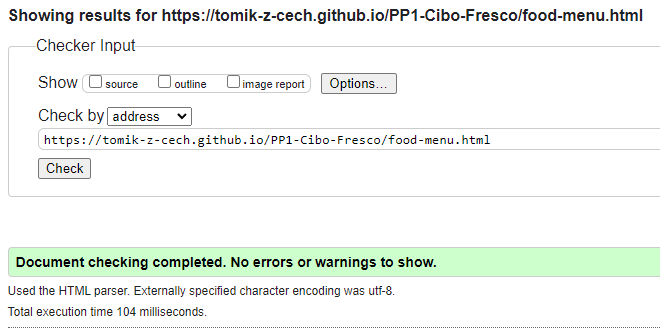 Showing results for https://tomik-z-cech.github.io/PP1-Cibo-Fresco/food-menu.html
Checker Input
Show source outline image report Options...
Check by address
https://tomik-z-cech.github.io/PP1-Cibo-Fresco/food-menu.html
Check
Document checking completed. No errors or warnings to show.
Used the HTML parser. Externally specified character encoding was utf-8.
Total execution time 104 milliseconds.